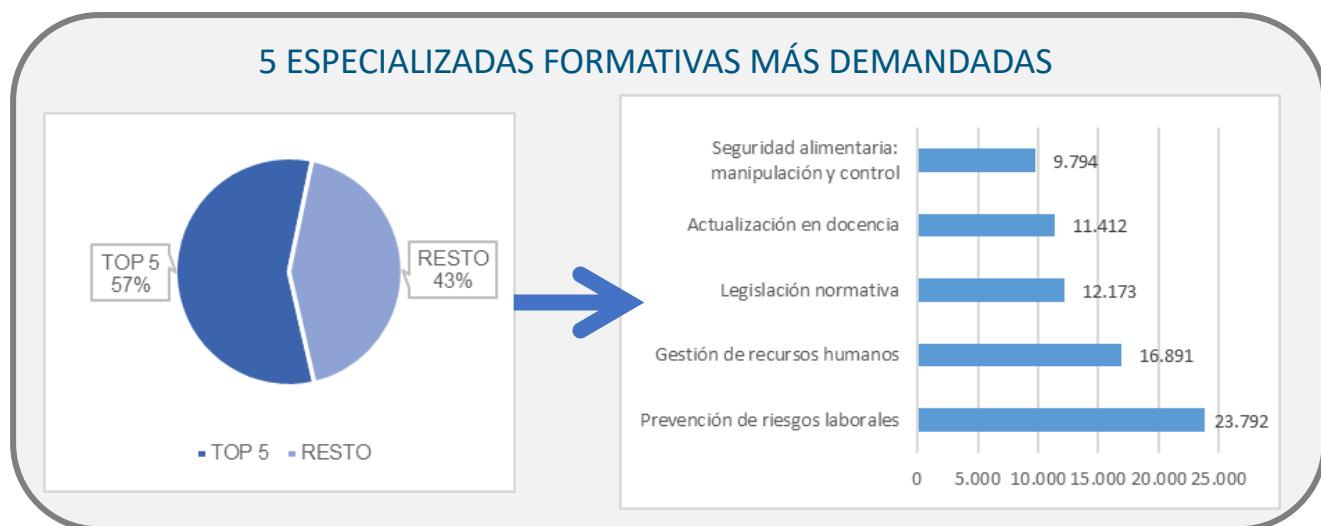 5 ESPECIALIZADAS FORMATIVAS MÁS DEMANDADAS
TOP 5
57%
RESTO
43%
TOP 5 RESTO
Seguridad alimentaria:
manipulación y control
9.794
Actualización en docencia
11.412
Legislación normativa
12.173
Gestión de recursos humanos
16.891
Prevención de riesgos laborales
23.792
0 5.000 10.000 15.000 20.000 25.000